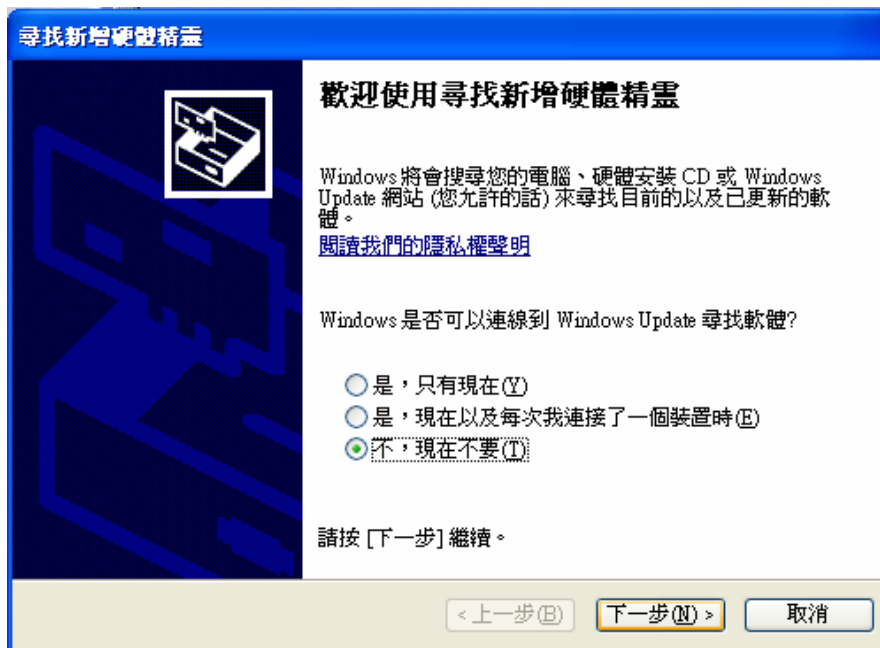 尋找新增硬體精靈
歡迎使用尋找新增硬體精靈
Windows 將會搜尋您的電腦、硬體安裝 CD 或 Windows
Update 網站 (您允許的話) 來尋找目前的以及已更新的軟
體。
閱讀我們的隱私權聲明
Windows 是否可以連線到 Windows Update 尋找軟體?
是，只有現在(Y)
是，現在以及每次我連接了一個裝置時(E)
不，現在不要(T)
請按 [下一步] 繼續。
< 上一步(B)
下一步(N) >
取消